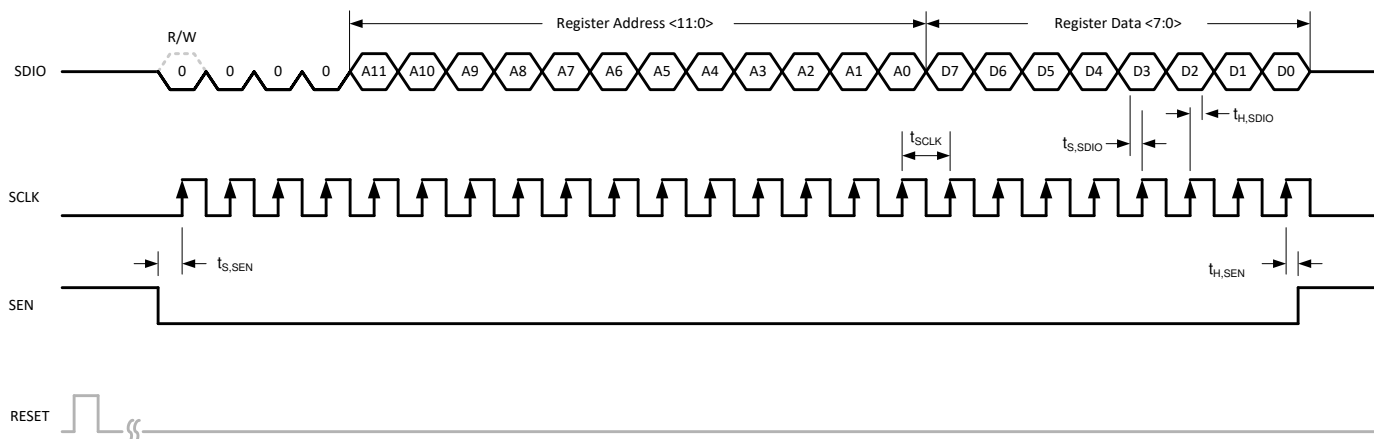 Register Address <11:0> Register Data <7:0>
R/W
SDIO 0 0 0 0 A11 A10 A9 A8 A7 A6 A5 A4 A3 A2 A1 A0 D7 D6 D5 D4 D3 D2 D1 D0
tH,SDIO
tSCLK tS,SDIO
SCLK
tS,SEN tH,SEN
SEN
RESET